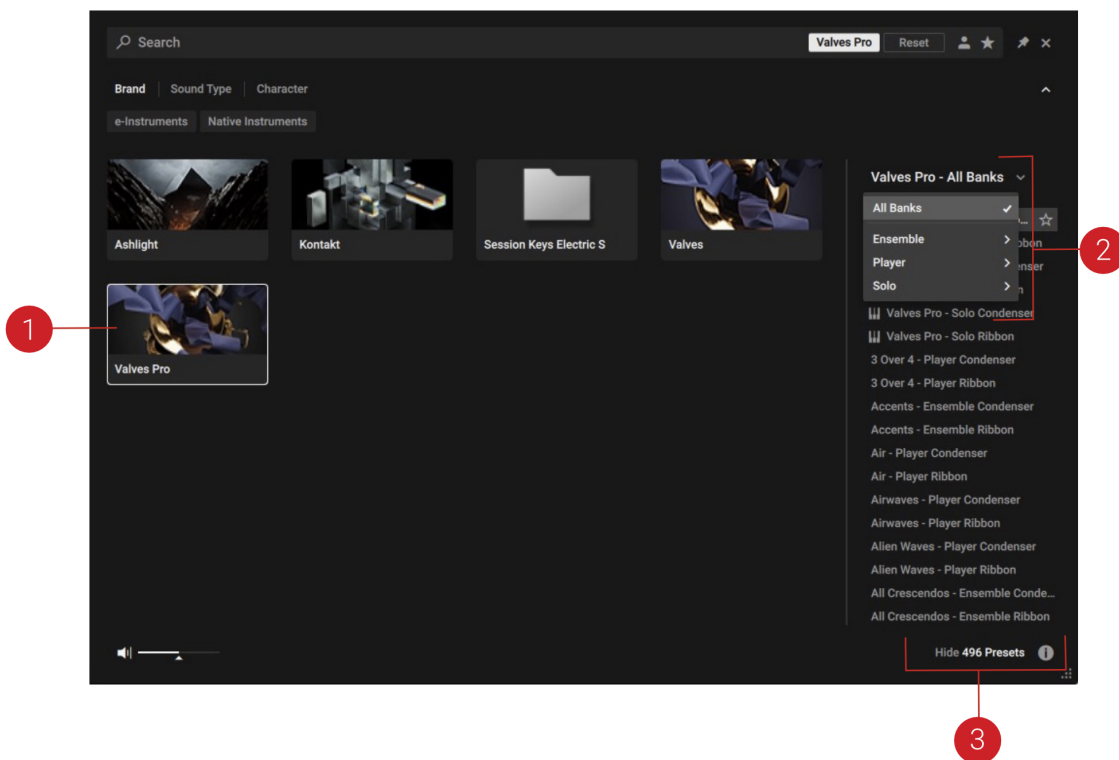 Search
Valves Pro
Reset
Brand
Sound Type
Character
e-Instruments
Native Instruments
Ashlight
Kontakt
Session Keys Electric S
Valves
Valves Pro
Valves Pro - All Banks
All Banks
Ensemble
Player
Solo
Valves Pro - Solo Condenser
Valves Pro - Solo Ribbon
3 Over 4 - Player Condenser
3 Over 4 - Player Ribbon
Accents - Ensemble Condenser
Accents - Ensemble Ribbon
Air - Player Condenser
Air - Player Ribbon
Airwaves - Player Condenser
Airwaves - Player Ribbon
Alien Waves - Player Condenser
Alien Waves - Player Ribbon
All Crescendos - Ensemble Conde...
All Crescendos - Ensemble Ribbon
Hide 496 Presets
1
2
3